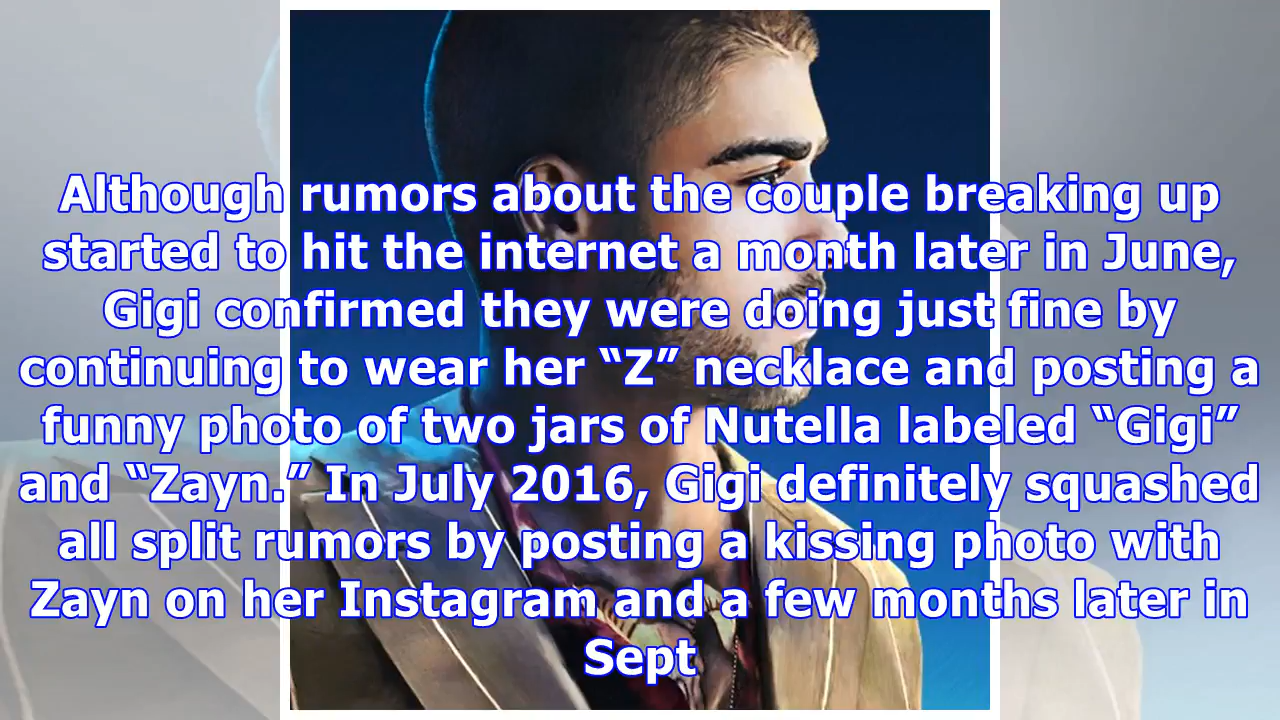 Although rumors about the couple breaking up
started to hit the internet a month later in June,
Gigi confirmed they were doing just fine by
continuing to wear her “Z” necklace and posting a
funny photo of two jars of Nutella labeled “Gigi”
and “Zayn.” In July 2016, Gigi definitely squashed
all split rumors by posting a kissing photo with
Zayn on her Instagram and a few months later in
Sept